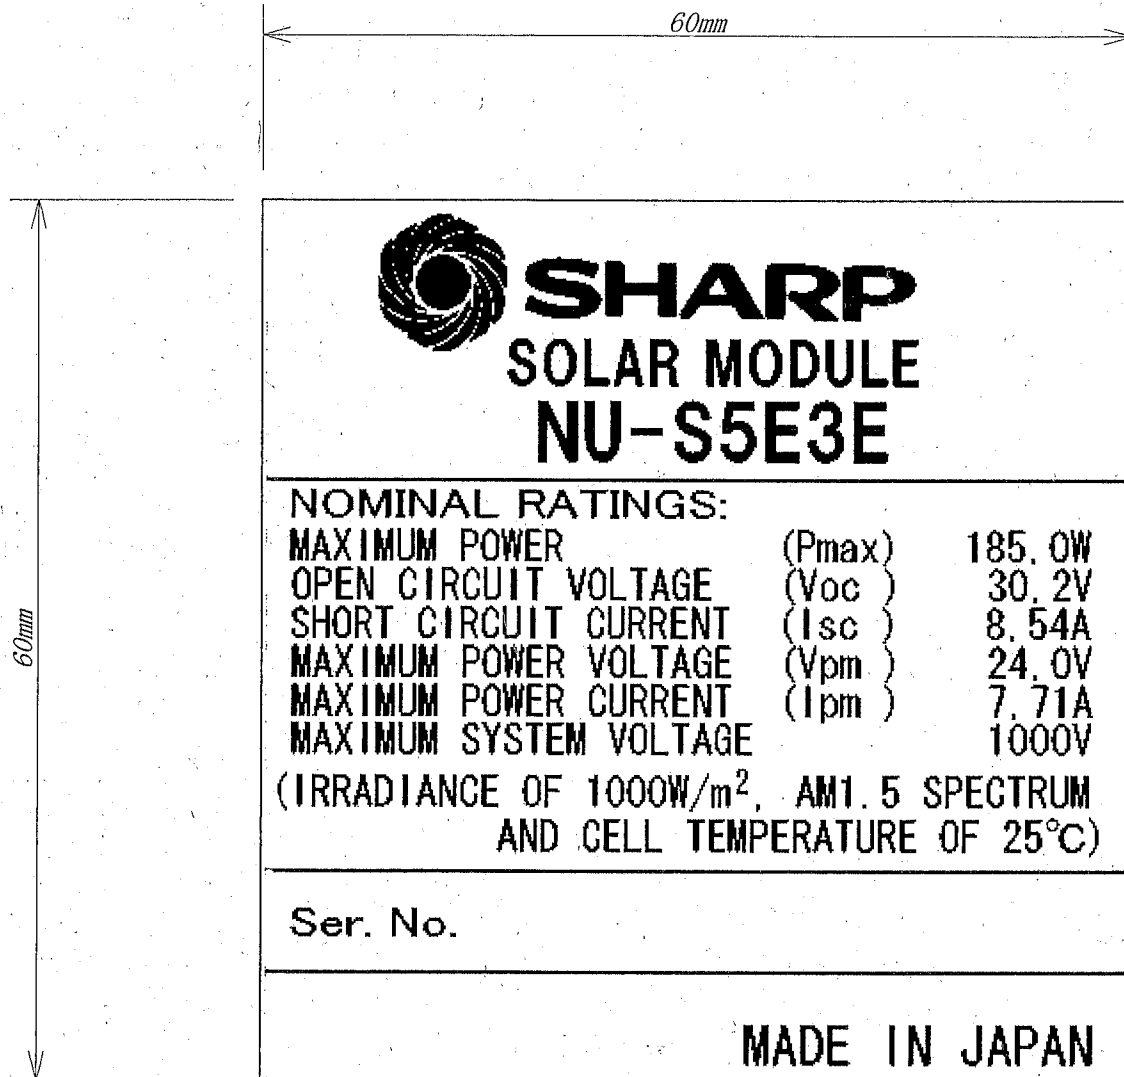 60mm
60mm
SHARP
SOLAR MODULE
NU-S5E3E
NOMINAL RATINGS:
MAXIMUM POWER (Pmax) 185.0W
OPEN CIRCUIT VOLTAGE (Voc ) 30.2V
SHORT CIRCUIT CURRENT (Isc ) 8.54A
MAXIMUM POWER VOLTAGE (Vpm ) 24.0V
MAXIMUM POWER CURRENT (Ipm ) 7.71A
MAXIMUM SYSTEM VOLTAGE 1000V
(IRRADIANCE OF 1000W/m², AM1.5 SPECTRUM
AND CELL TEMPERATURE OF 25℃)
Ser. No.
MADE IN JAPAN